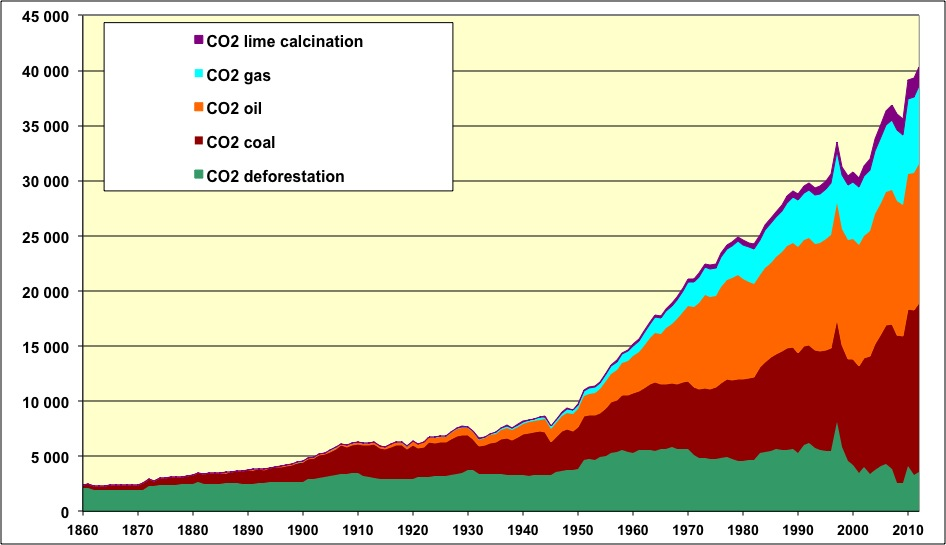 45 000
40 000
35 000
30 000
25 000
20 000
15 000
10 000
5 000
0
CO2 lime calcination
CO2 gas
CO2 oil
CO2 coal
CO2 deforestation
1860 1870 1880 1890 1900 1910 1920 1930 1940 1950 1960 1970 1980 1990 2000 2010